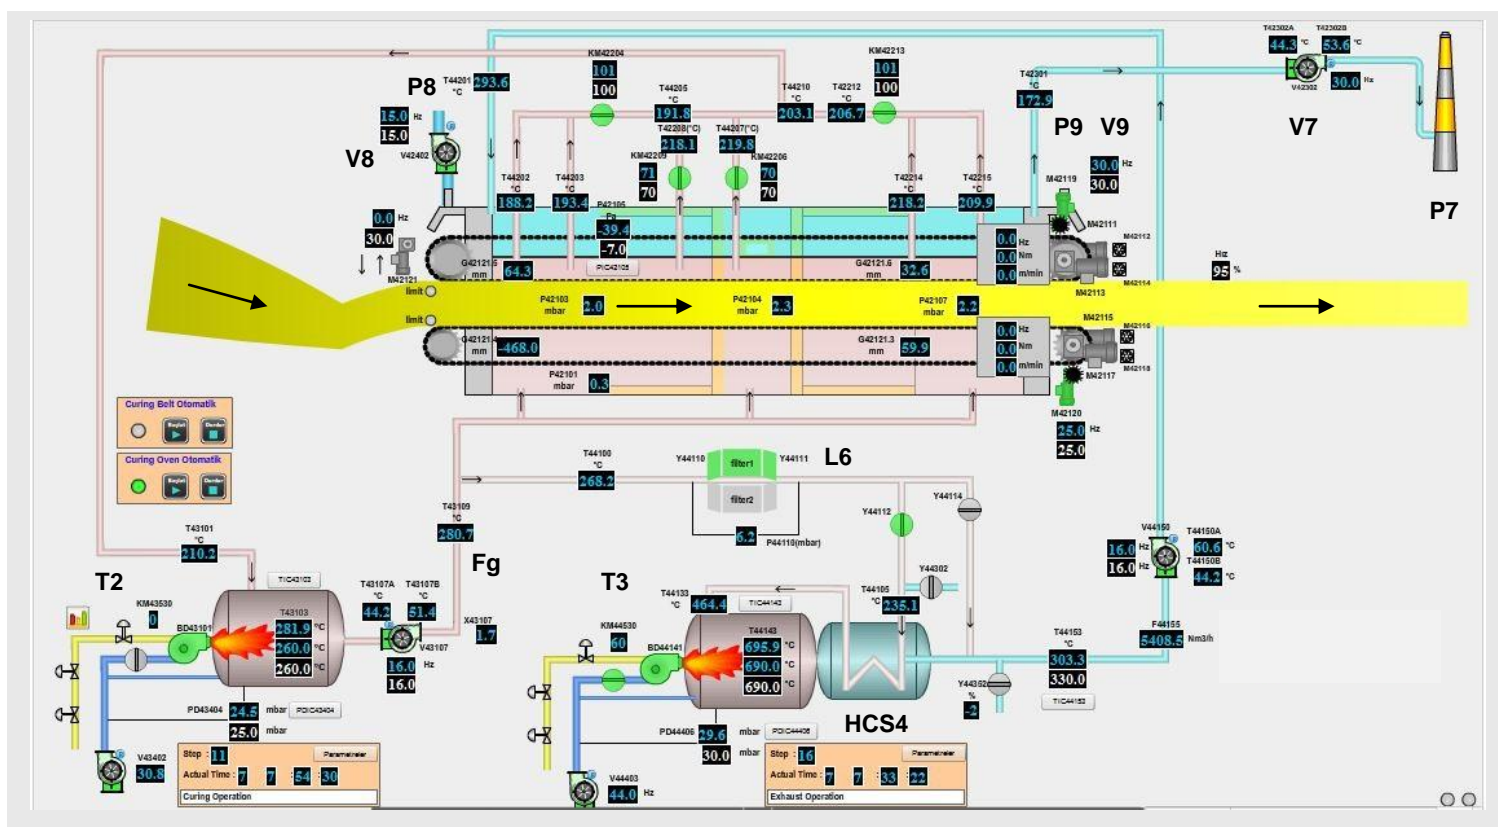 T42302A T42302B
44.3 °C 53.6 °C
V42302
30.0 Hz
V7
P7
KM42204
101
100
KM42213
101
100
T44201
°C
293.6
P8
15.0 Hz
15.0
V42402
V8
T44205
°C
191.8
T44210
°C
203.1
T42212
°C
206.7
T42301
°C
172.9
T42208(°C)
218.1
T44207(°C)
219.8
KM42209
71
70
KM42206
70
70
P9 V9
30.0 Hz
30.0
M42119
T44202
°C
188.2
T44203
°C
193.4
P42105
-39.4
-7.0
PIC42105
T42214
°C
218.2
T42215
°C
209.9
0.0 Hz
30.0
M42121
M42111
M42112
M42114
M42113
0.0 Hz
0.0 Nm
0.0 m/min
G42121.5
mm
64.3
G42121.6
mm
32.6
Hız
95 %
limit
limit
P42103
mbar
2.0
P42104
mbar
2.3
P42107
mbar
2.2
G42121.4
mm
-468.0
G42121.3
mm
59.9
0.0 Hz
0.0 Nm
0.0 m/min
M42115
M42116
M42118
M42117
P42101
mbar
0.3
M42120
25.0 Hz
25.0
Curing Belt Otomatik
Başlat
Durdur
Curing Oven Otomatik
Başlat
Durdur
T44100
°C
268.2
Y44110
filter1
Y44111
filter2
L6
6.2
P44110(mbar)
Y44112
Y44114
T43109
°C
280.7
Fg
T43101
°C
210.2
V44150
16.0 Hz
16.0
T44150A
60.6 °C
T44150B
44.2 °C
T2
TIC43103
T43107A
°C
44.2
T43107B
°C
51.4
V43107
16.0 Hz
16.0
X43107
1.7
KM43530
0
BD43101
T43103
281.9 °C
260.0 °C
260.0 °C
T3
T44133
°C
464.4
TIC44143
T44105
°C
235.1
Y44302
KM44530
60
BD44141
T44143
695.9 °C
690.0 °C
690.0 °C
HCS4
F44155
5408.5 Nm3/h
T44153
°C
303.3
330.0
TIC44153
Y44352
%
-2
PD43404
24.5 mbar
25.0 mbar
PDIC43404
V43402
30.8
PD44406
29.6 mbar
30.0 mbar
PDIC44406
V44403
44.0 Hz
Step : 11
Parametreler
Actual Time : 7 7 : 54 : 30
Curing Operation
Step : 16
Parametreler
Actual Time : 7 7 : 33 : 22
Exhaust Operation